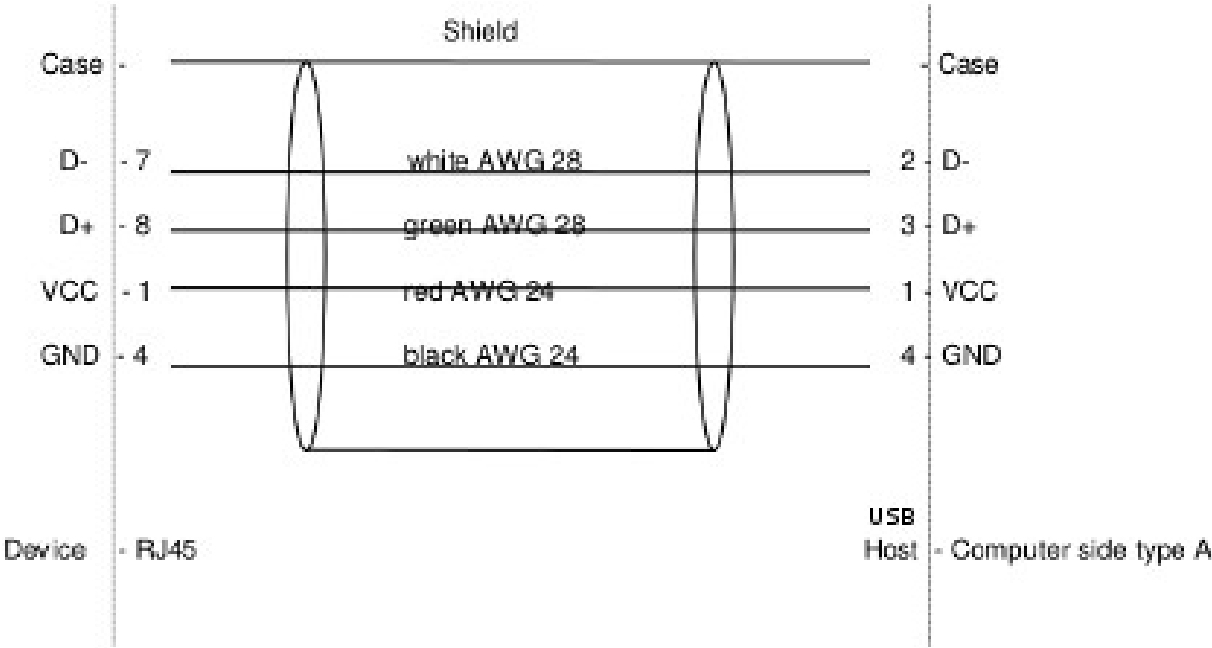 Shield
Case - - Case
D- - 7 white AWG 28 2 - D-
D+ - 8 green AWG 28 3 - D+
VCC - 1 red AWG 24 1 - VCC
GND - 4 black AWG 24 4 - GND
USB
Device - RJ45 Host - Computer side type A